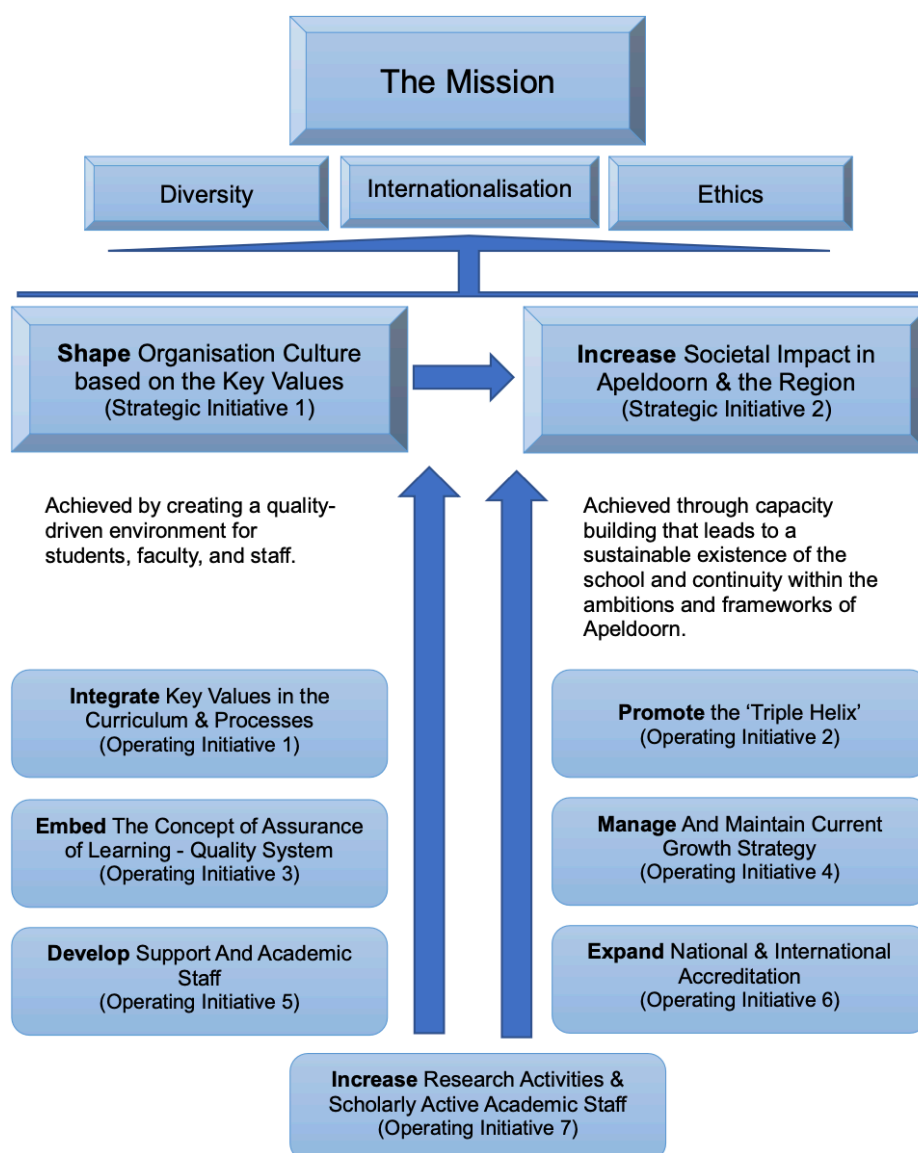 The Mission
Diversity
Internationalisation
Ethics
Shape Organisation Culture
based on the Key Values
(Strategic Initiative 1)
Increase Societal Impact in
Apeldoorn & the Region
(Strategic Initiative 2)
Achieved by creating a quality-
driven environment for
students, faculty, and staff.
Achieved through capacity
building that leads to a
sustainable existence of the
school and continuity within the
ambitions and frameworks of
Apeldoorn.
Integrate Key Values in the
Curriculum & Processes
(Operating Initiative 1)
Promote the ‘Triple Helix’
(Operating Initiative 2)
Embed The Concept of Assurance
of Learning - Quality System
(Operating Initiative 3)
Manage And Maintain Current
Growth Strategy
(Operating Initiative 4)
Develop Support And Academic
Staff
(Operating Initiative 5)
Expand National & International
Accreditation
(Operating Initiative 6)
Increase Research Activities &
Scholarly Active Academic Staff
(Operating Initiative 7)